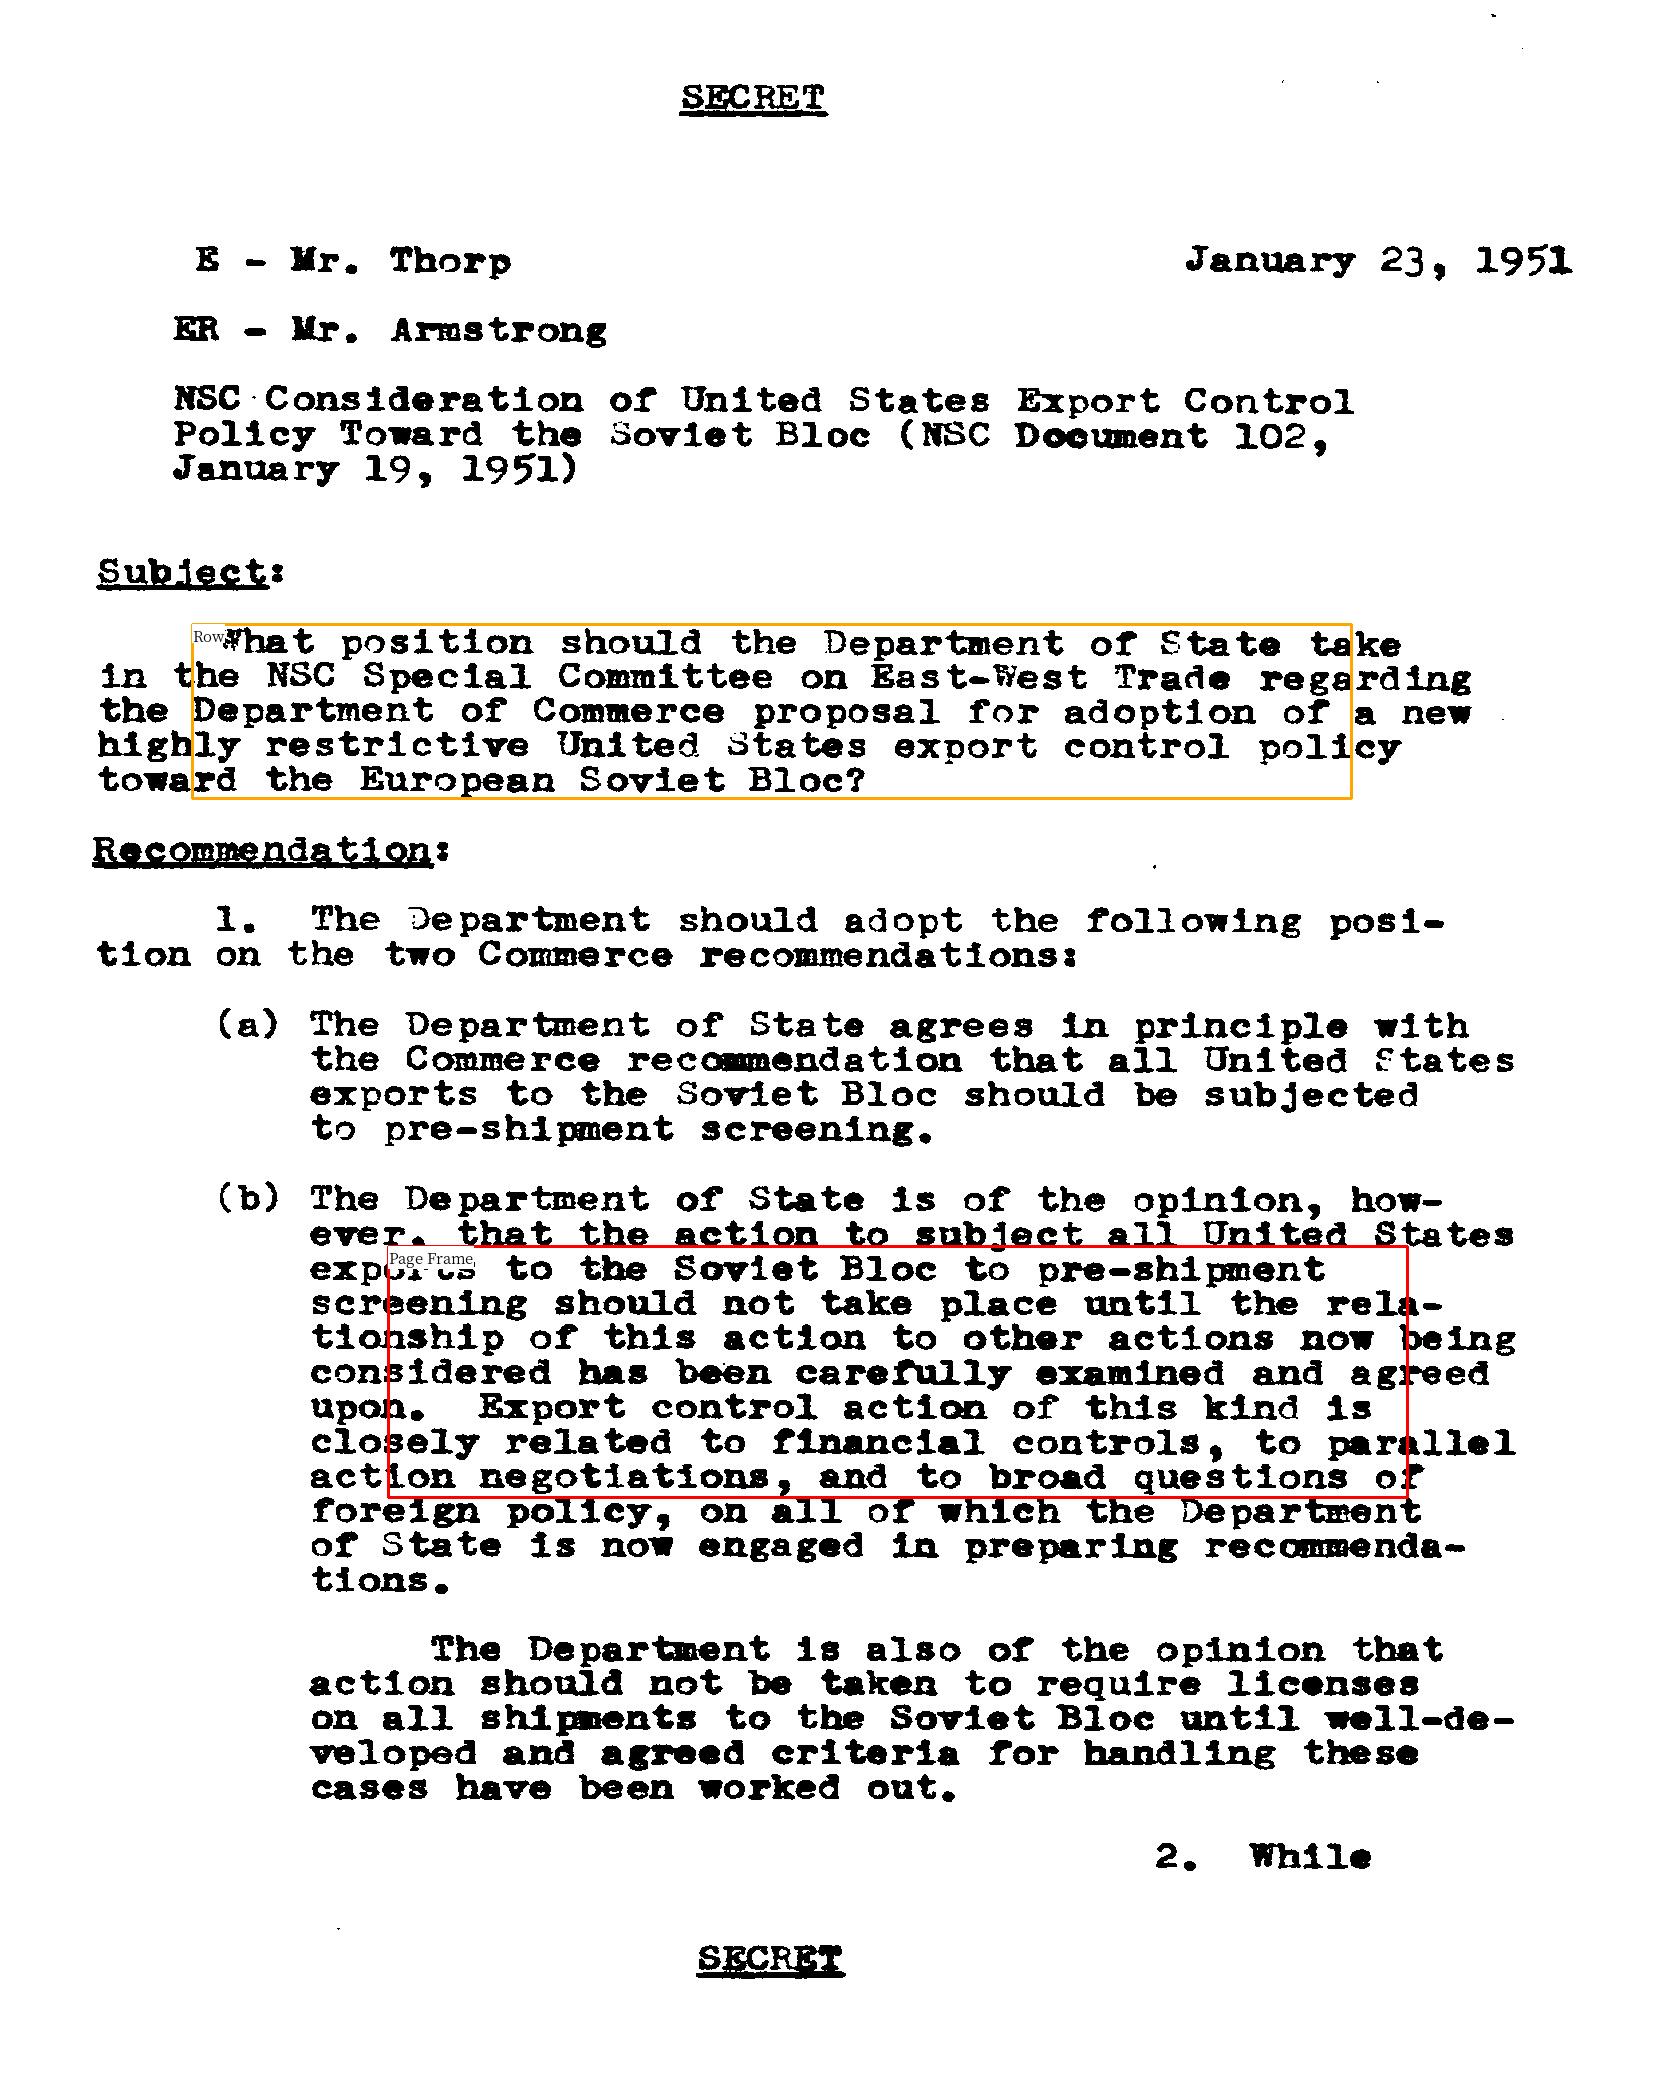 SECRET
E - Mr. Thorp January 23, 1951
ER - Mr. Armstrong
NSC Consideration of United States Export Control
Policy Toward the Soviet Bloc (NSC Document 102,
January 19, 1951)
Subject:
Row
What position should the Department of State take
in the NSC Special Committee on East-West Trade regarding
the Department of Commerce proposal for adoption of a new
highly restrictive United States export control policy
toward the European Soviet Bloc?
Recommendation:
1. The Department should adopt the following posi-
tion on the two Commerce recommendations:
(a) The Department of State agrees in principle with
the Commerce recommendation that all United States
exports to the Soviet Bloc should be subjected
to pre-shipment screening.
(b) The Department of State is of the opinion, how-
ever, that the action to subject all United States
Page Frame
exports to the Soviet Bloc to pre-shipment
screening should not take place until the rela-
tionship of this action to other actions now being
considered has been carefully examined and agreed
upon. Export control action of this kind is
closely related to financial controls, to parallel
action negotiations, and to broad questions of
foreign policy, on all of which the Department
of State is now engaged in preparing recommenda-
tions.
The Department is also of the opinion that
action should not be taken to require licenses
on all shipments to the Soviet Bloc until well-de-
veloped and agreed criteria for handling these
cases have been worked out.
2. While
SECRET